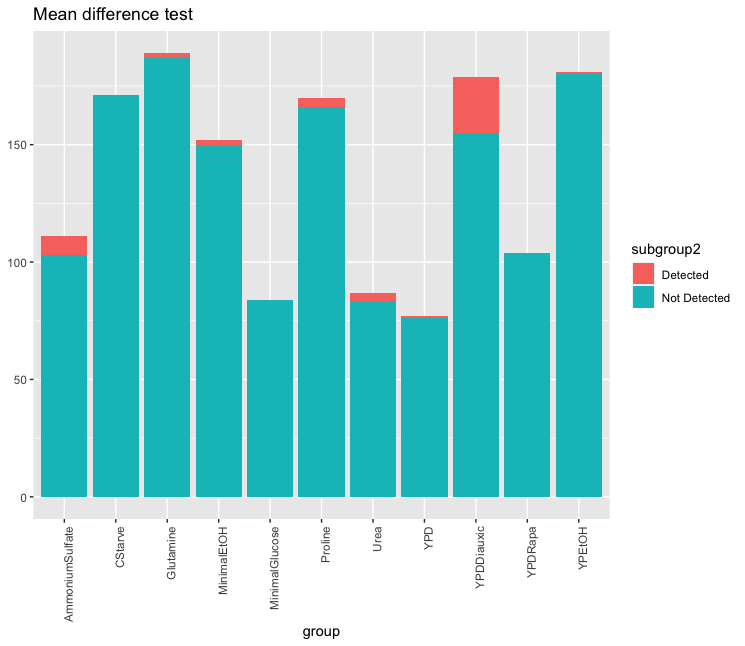 Mean difference test
150
100
50
0
AmmoniumSulfate
CStarve
Glutamine
MinimalEtOH
MinimalGlucose
Proline
Urea
YPD
YPDDiauxic
YPDRapa
YPEtOH
group
subgroup2
Detected
Not Detected